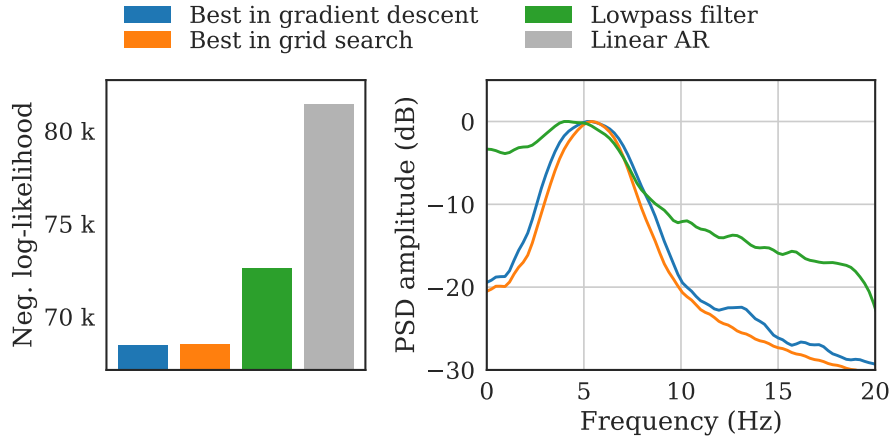 Best in gradient descent
Best in grid search
Lowpass filter
Linear AR
Neg. log-likelihood
80 k
75 k
70 k
PSD amplitude (dB)
0
−10
−20
−30
0 5 10 15 20
Frequency (Hz)